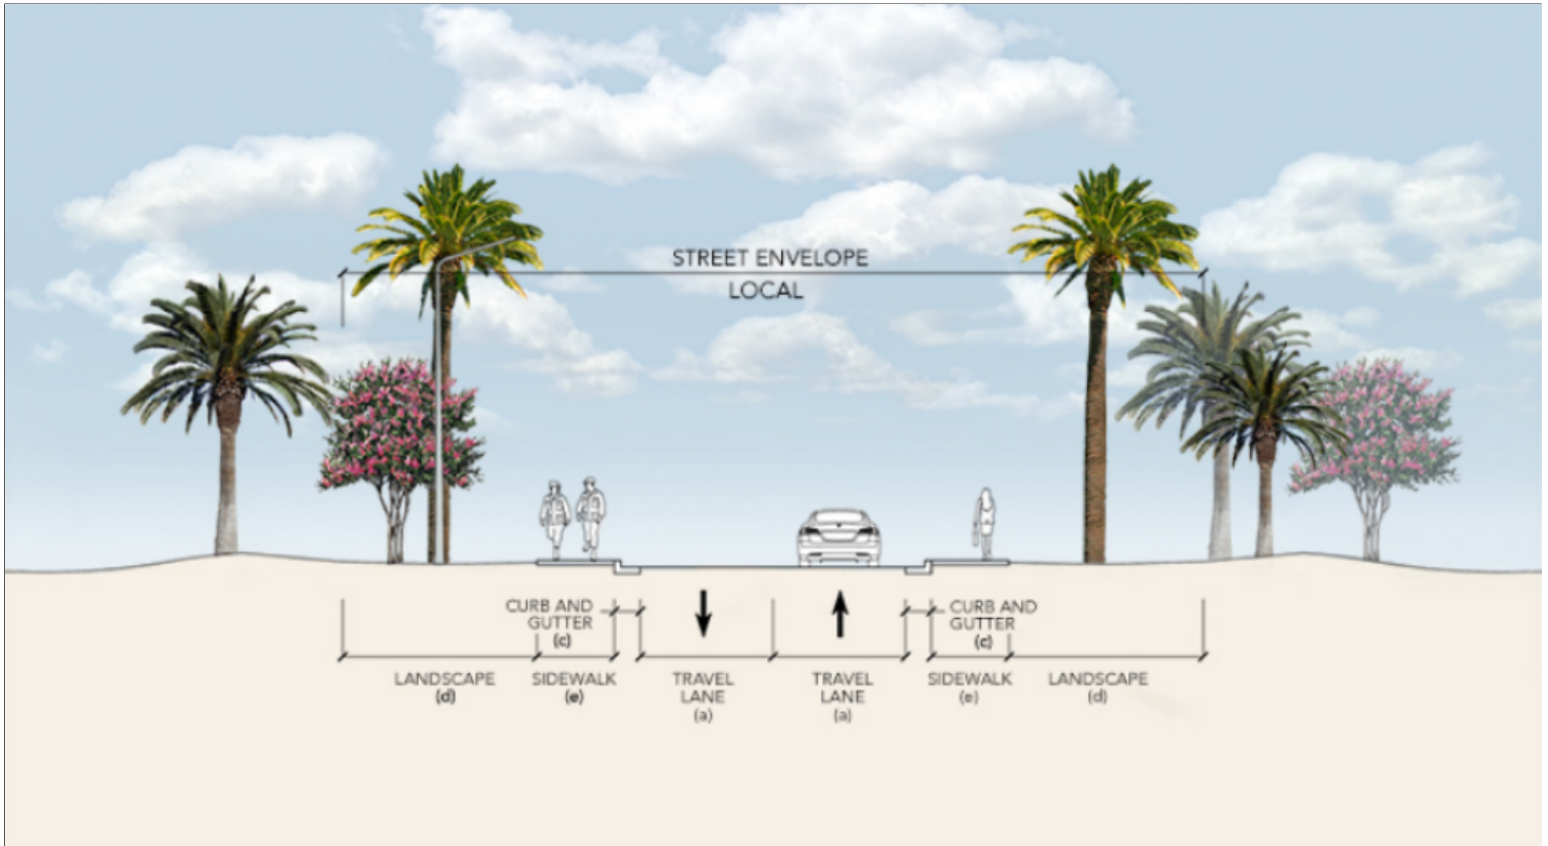 STREET ENVELOPE
LOCAL
CURB AND
GUTTER
(c)
CURB AND
GUTTER
(c)
LANDSCAPE
(d)
SIDEWALK
(e)
TRAVEL
LANE
(a)
TRAVEL
LANE
(a)
SIDEWALK
(e)
LANDSCAPE
(d)